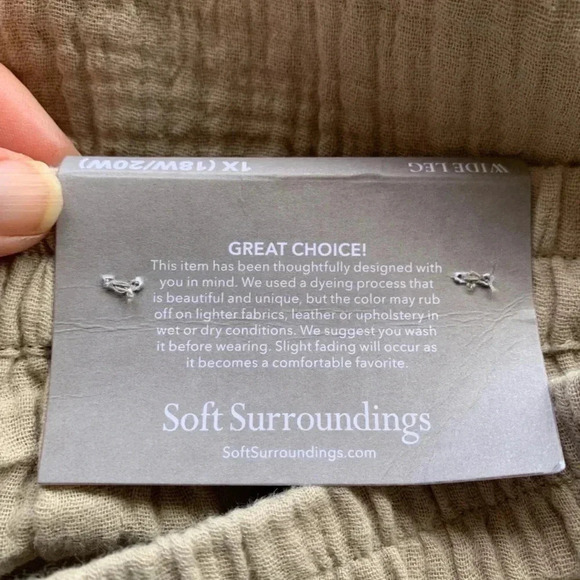 1X (18W/20W)
WIDE LEG
GREAT CHOICE!
This item has been thoughtfully designed with
you in mind. We used a dyeing process that
is beautiful and unique, but the color may rub
off on lighter fabrics, leather or upholstery in
wet or dry conditions. We suggest you wash
it before wearing. Slight fading will occur as
it becomes a comfortable favorite.
Soft Surroundings
SoftSurroundings.com